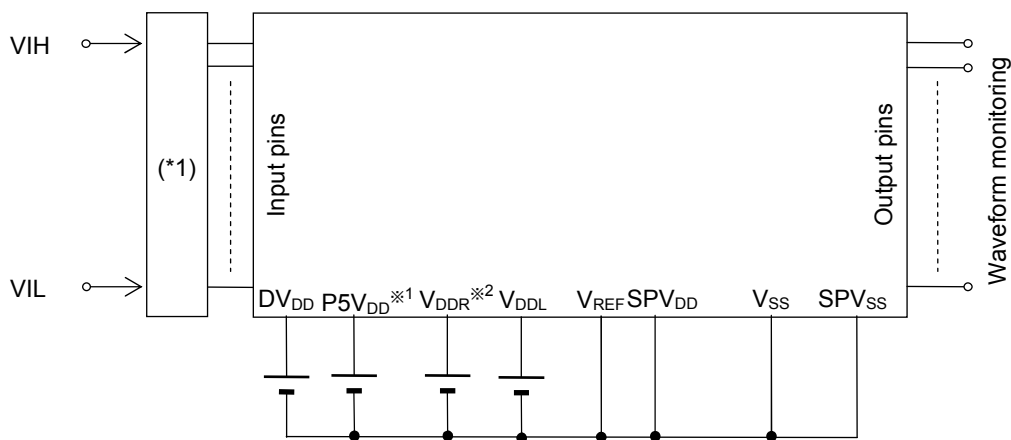 VIH
(*1)
VIL
Input pins
Output pins
Waveform monitoring
DVDD P5VDD※1 VDDR※2 VDDL VREF SPVDD VSS SPVSS